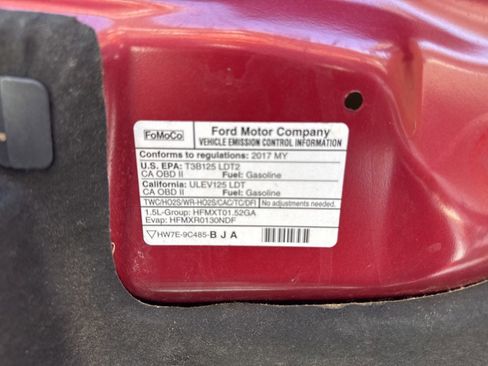 FoMoCo
Ford Motor Company
VEHICLE EMISSION CONTROL INFORMATION
Conforms to regulations: 2017 MY
U.S. EPA: T3B125 LDT2
CA OBD II Fuel: Gasoline
California: ULEV125 LDT
CA OBD II Fuel: Gasoline
TWC/HO2S/WR-HO2S/CAC/TC/DFI No adjustments needed.
1.5L-Group: HFMXT01.52GA
Evap: HFMXR0130NDF
HW7E-9C485-B J A